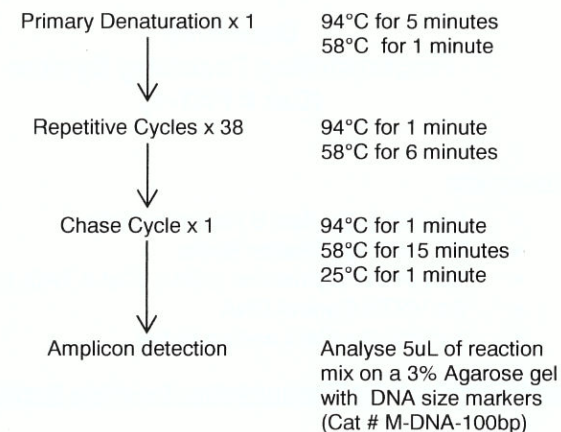 Primary Denaturation x 1
94°C for 5 minutes
58°C for 1 minute
Repetitive Cycles x 38
94°C for 1 minute
58°C for 6 minutes
Chase Cycle x 1
94°C for 1 minute
58°C for 15 minutes
25°C for 1 minute
Amplicon detection
Analyse 5uL of reaction
mix on a 3% Agarose gel
with DNA size markers
(Cat # M-DNA-100bp)